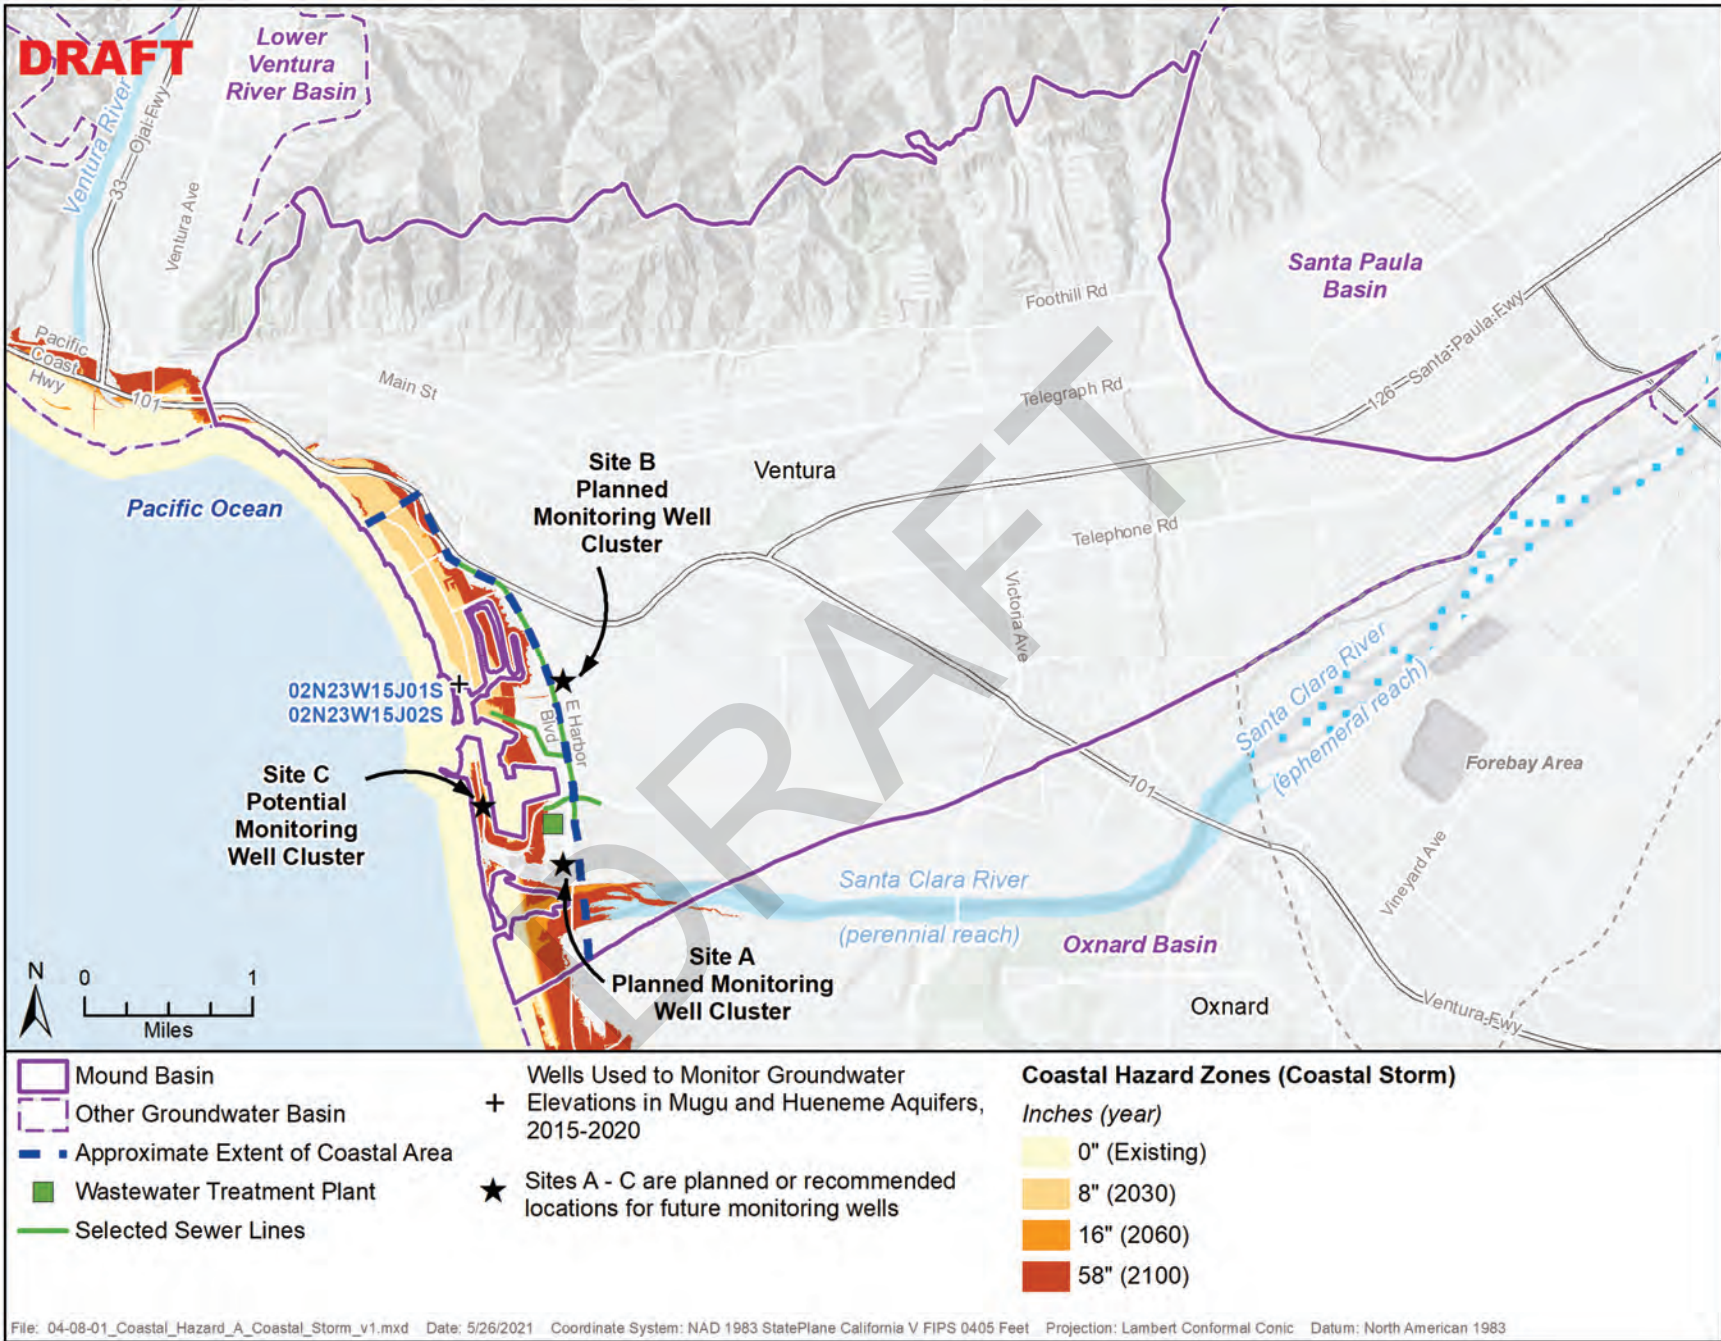 DRAFT
Lower
Ventura
River Basin
Ventura River
33
Ojai Fwy
Ventura Ave
Santa Paula
Basin
Foothill Rd
Pacific
Coast
Hwy
101
Main St
Telegraph Rd
126
Santa Paula Fwy
Pacific Ocean
Site B
Planned
Monitoring Well
Cluster
Ventura
Telephone Rd
Victoria Ave
DRAFT
02N23W15J01S
02N23W15J02S
E Harbor
Blvd
Santa Clara River
(ephemeral reach)
Forebay Area
Site C
Potential
Monitoring
Well Cluster
101
Vineyard Ave
Santa Clara River
(perennial reach)
Oxnard Basin
Site A
Planned Monitoring
Well Cluster
Oxnard
Ventura Fwy
N
0 1
Miles
Mound Basin
Other Groundwater Basin
Approximate Extent of Coastal Area
Wastewater Treatment Plant
Selected Sewer Lines
Wells Used to Monitor Groundwater
Elevations in Mugu and Hueneme Aquifers,
2015-2020
Sites A - C are planned or recommended
locations for future monitoring wells
Coastal Hazard Zones (Coastal Storm)
Inches (year)
0" (Existing)
8" (2030)
16" (2060)
58" (2100)
File: 04-08-01_Coastal_Hazard_A_Coastal_Storm_v1.mxd Date: 5/26/2021 Coordinate System: NAD 1983 StatePlane California V FIPS 0405 Feet Projection: Lambert Conformal Conic Datum: North American 1983